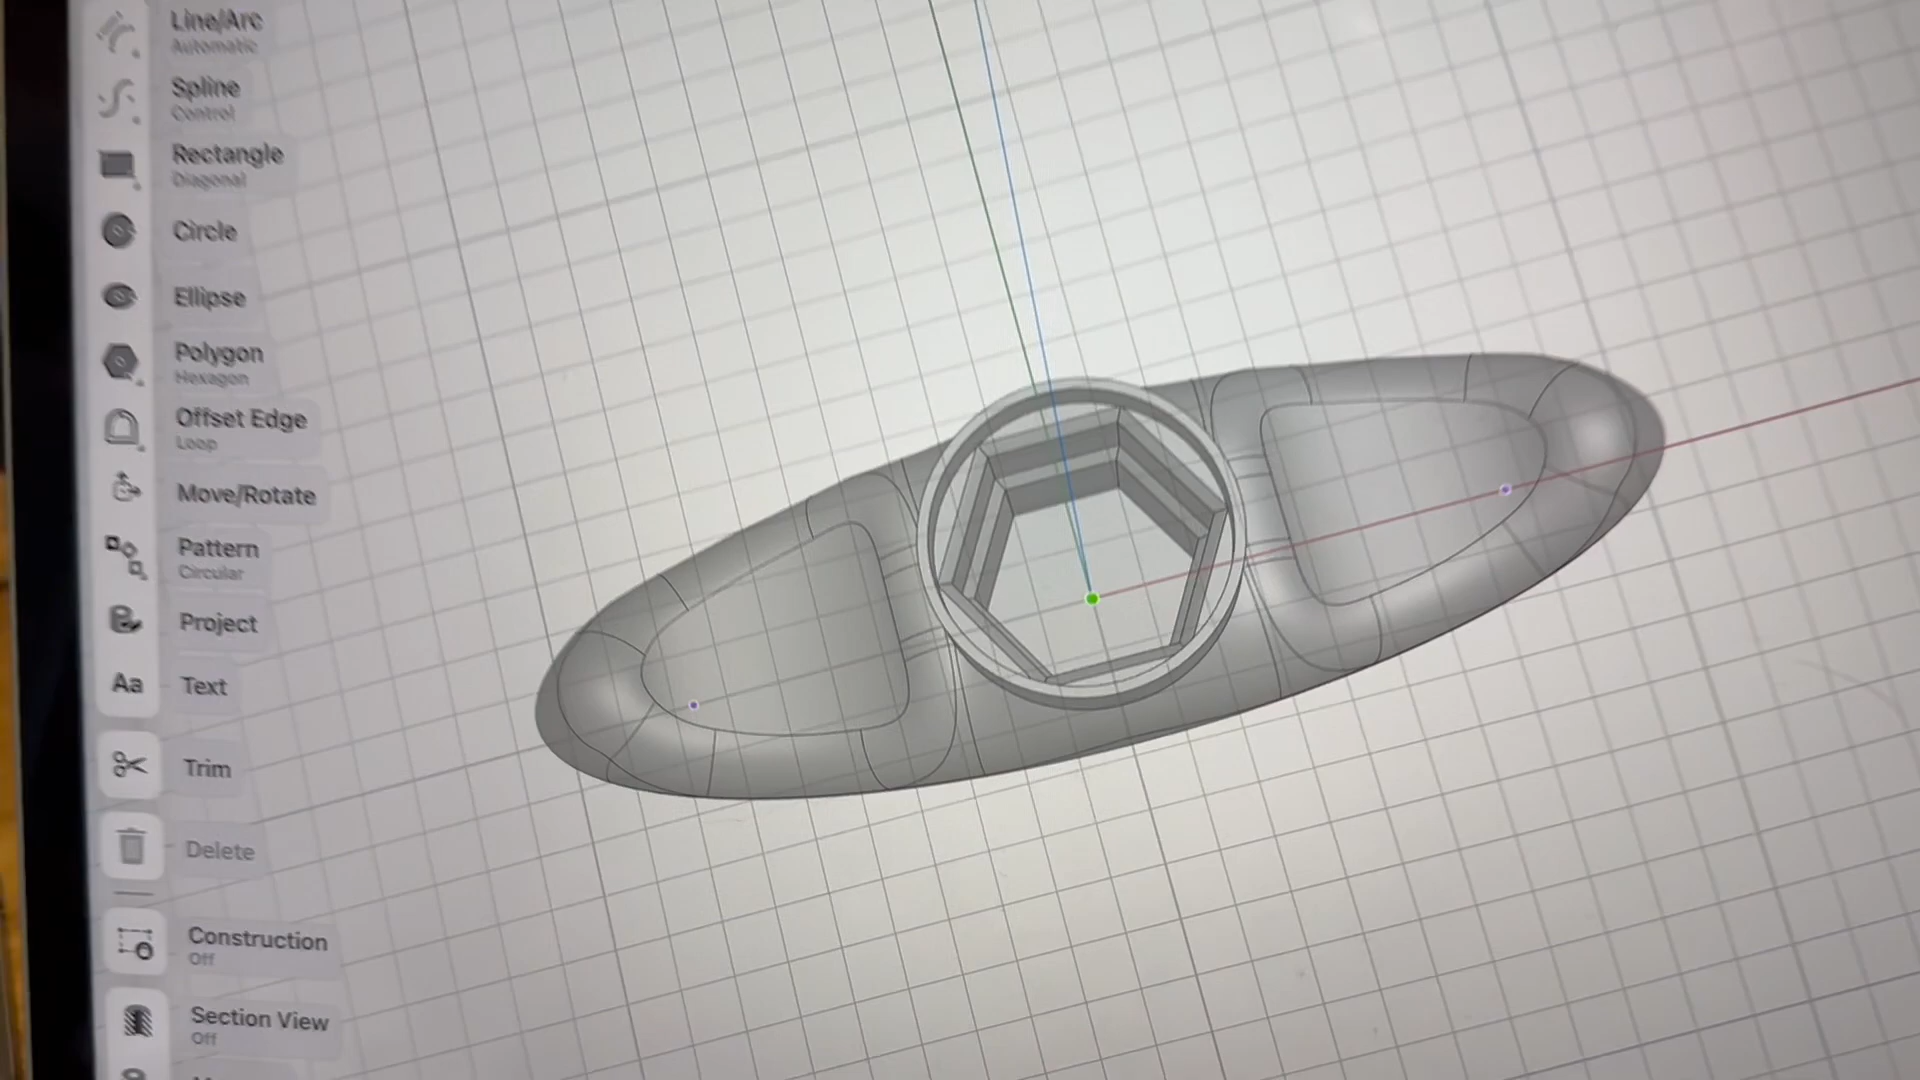 Line/Arc
Automatic
Spline
Control
Rectangle
Diagonal
Circle
Ellipse
Polygon
Hexagon
Offset Edge
Loop
Move/Rotate
Pattern
Circular
Project
Aa Text
Trim
Delete
Construction
Off
Section View
Off